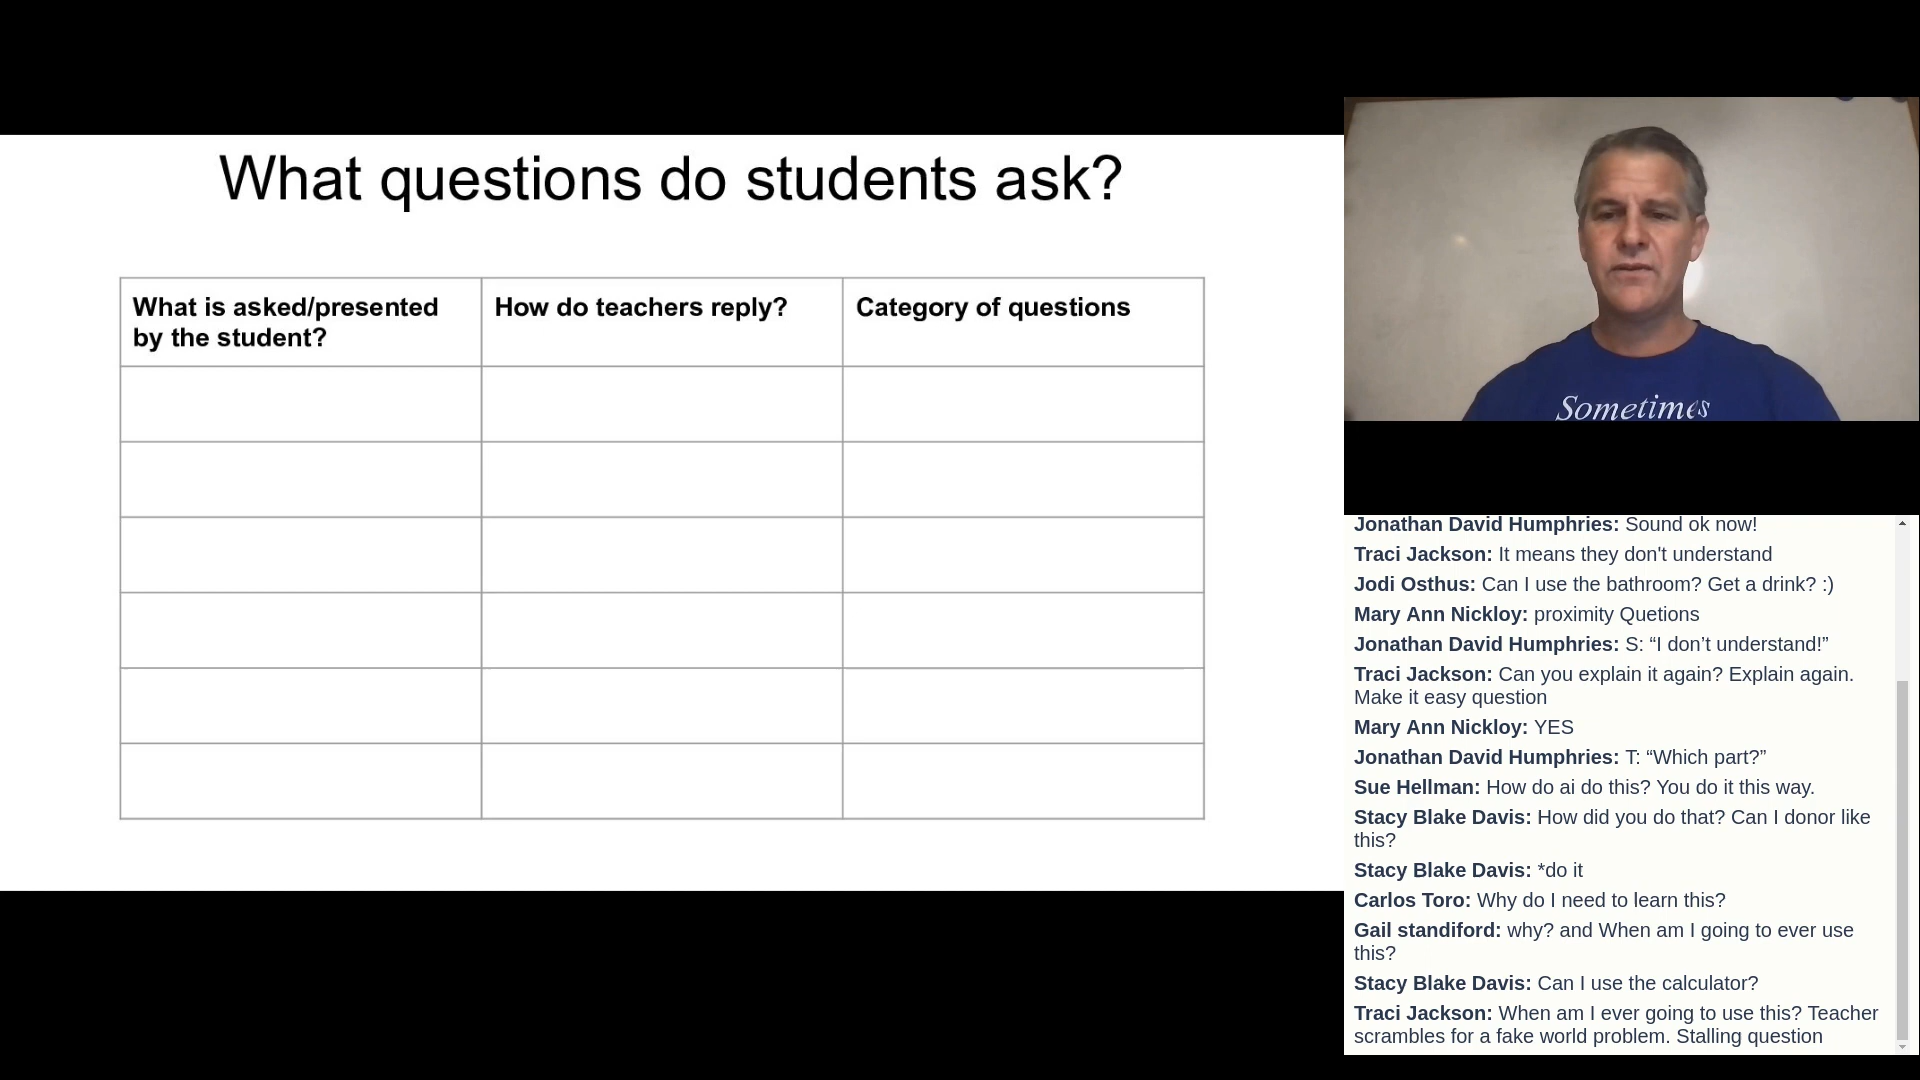 What questions do students ask?
What is asked/presented
by the student?
How do teachers reply?
Category of questions
Sometimes
Jonathan David Humphries: Sound ok now!
Traci Jackson: It means they don't understand
Jodi Osthus: Can I use the bathroom? Get a drink? :)
Mary Ann Nickloy: proximity Quetions
Jonathan David Humphries: S: “I don’t understand!”
Traci Jackson: Can you explain it again? Explain again.
Make it easy question
Mary Ann Nickloy: YES
Jonathan David Humphries: T: “Which part?”
Sue Hellman: How do ai do this? You do it this way.
Stacy Blake Davis: How did you do that? Can I donor like
this?
Stacy Blake Davis: *do it
Carlos Toro: Why do I need to learn this?
Gail standiford: why? and When am I going to ever use
this?
Stacy Blake Davis: Can I use the calculator?
Traci Jackson: When am I ever going to use this? Teacher
scrambles for a fake world problem. Stalling question